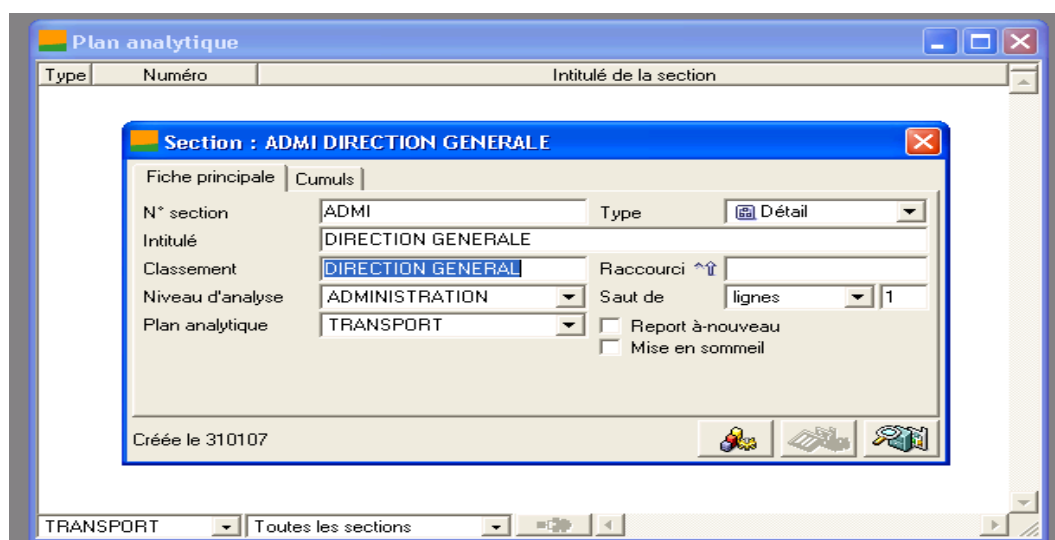 Plan analytique
Type Numéro Intitulé de la section
Section : ADMI DIRECTION GENERALE
Fiche principale Cumuls
N° section ADMI Type Détail
Intitulé DIRECTION GENERALE
Classement DIRECTION GENERAL Raccourci
Niveau d'analyse ADMINISTRATION Saut de lignes 1
Plan analytique TRANSPORT Report à-nouveau
Mise en sommeil
Créée le 310107
TRANSPORT Toutes les sections